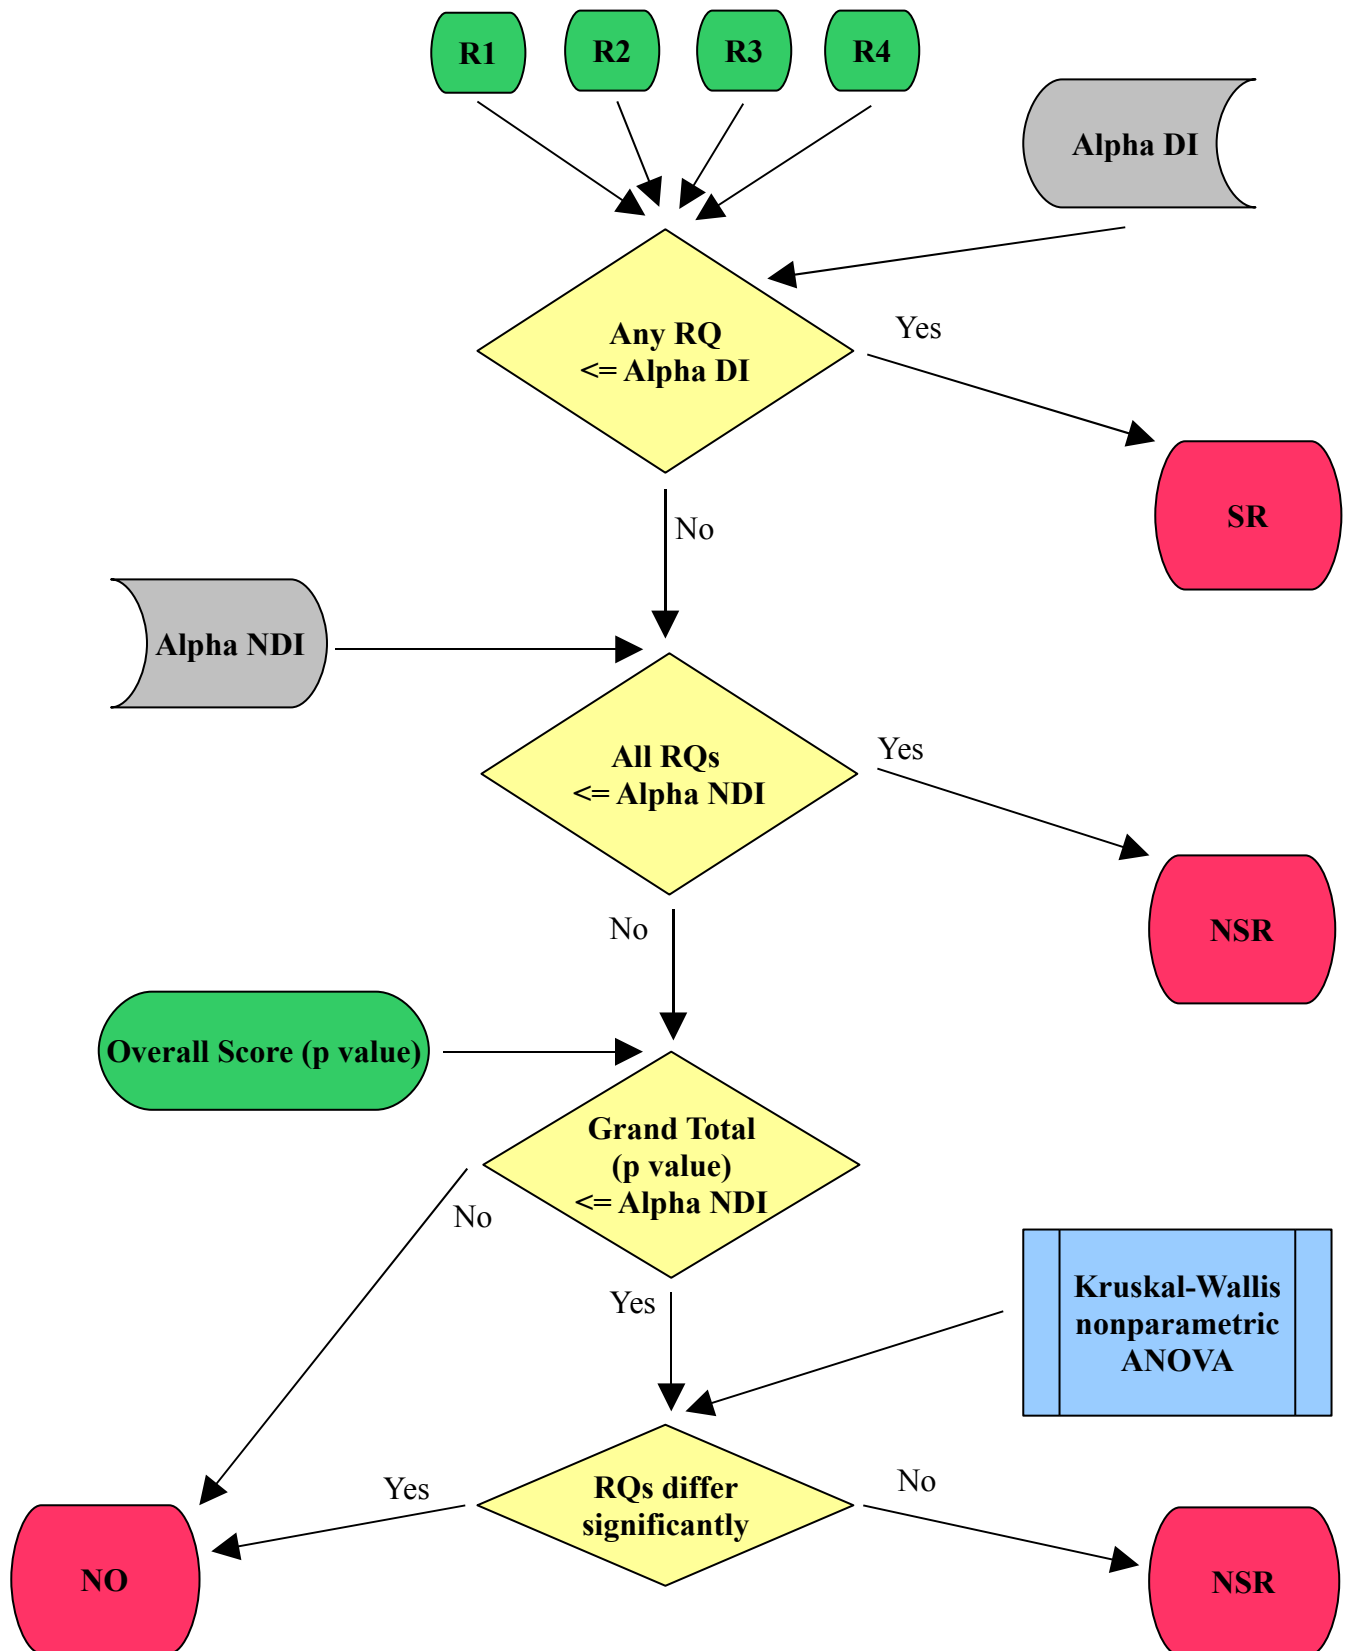 R1
R2
R3
R4
Alpha DI
Any RQ
<= Alpha DI
Yes
SR
No
Alpha NDI
All RQs
<= Alpha NDI
Yes
NSR
No
Overall Score (p value)
Grand Total
(p value)
<= Alpha NDI
No
Yes
Kruskal-Wallis
nonparametric
ANOVA
RQs differ
significantly
Yes
No
NO
NSR